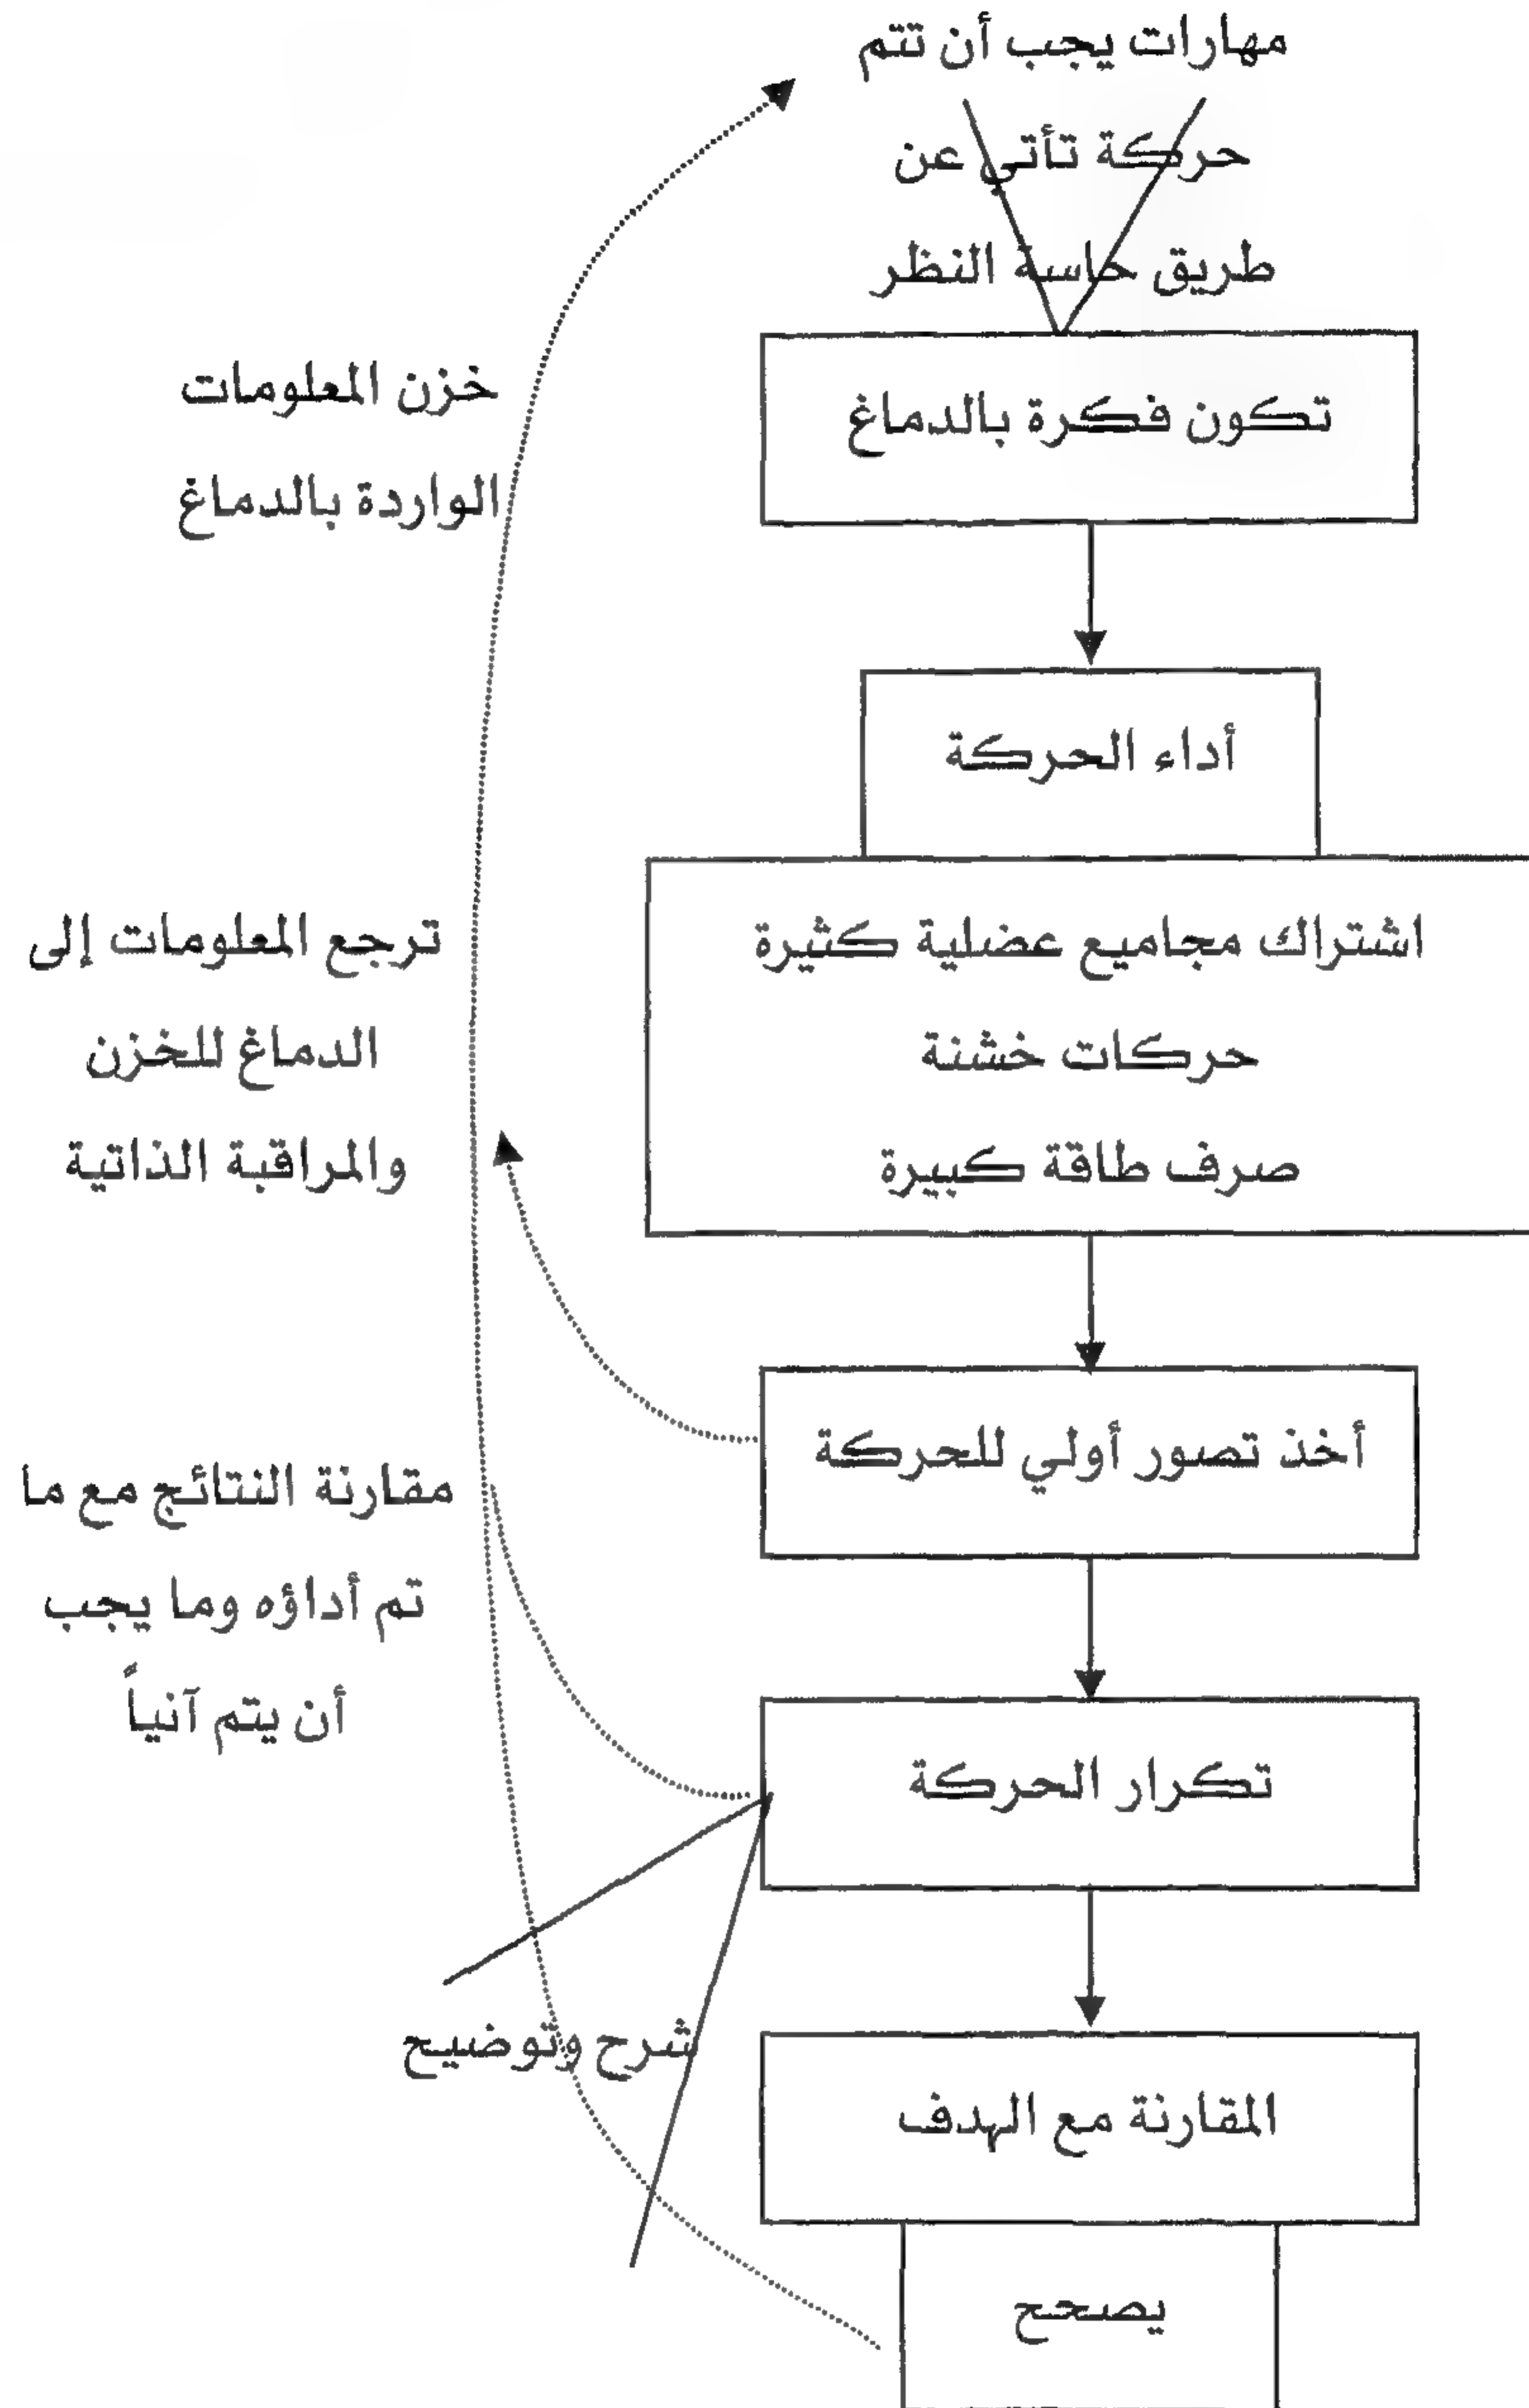 مهارات يجب أن تتم
حركة تأتي عن
طريق حاسة النظر
تكون فكرة بالدماغ
خزن المعلومات
الواردة بالدماغ
أداء الحركة
اشتراك مجاميع عضلية كثيرة
حركات خشنة
صرف طاقة كبيرة
ترجع المعلومات إلى
الدماغ للخزن
والمراقبة الذاتية
أخذ تصور أولي للحركة
مقارنة النتائج مع ما
تم أداؤه وما يجب
أن يتم آنياً
تكرار الحركة
شرح وتوضيح
المقارنة مع الهدف
يصحح